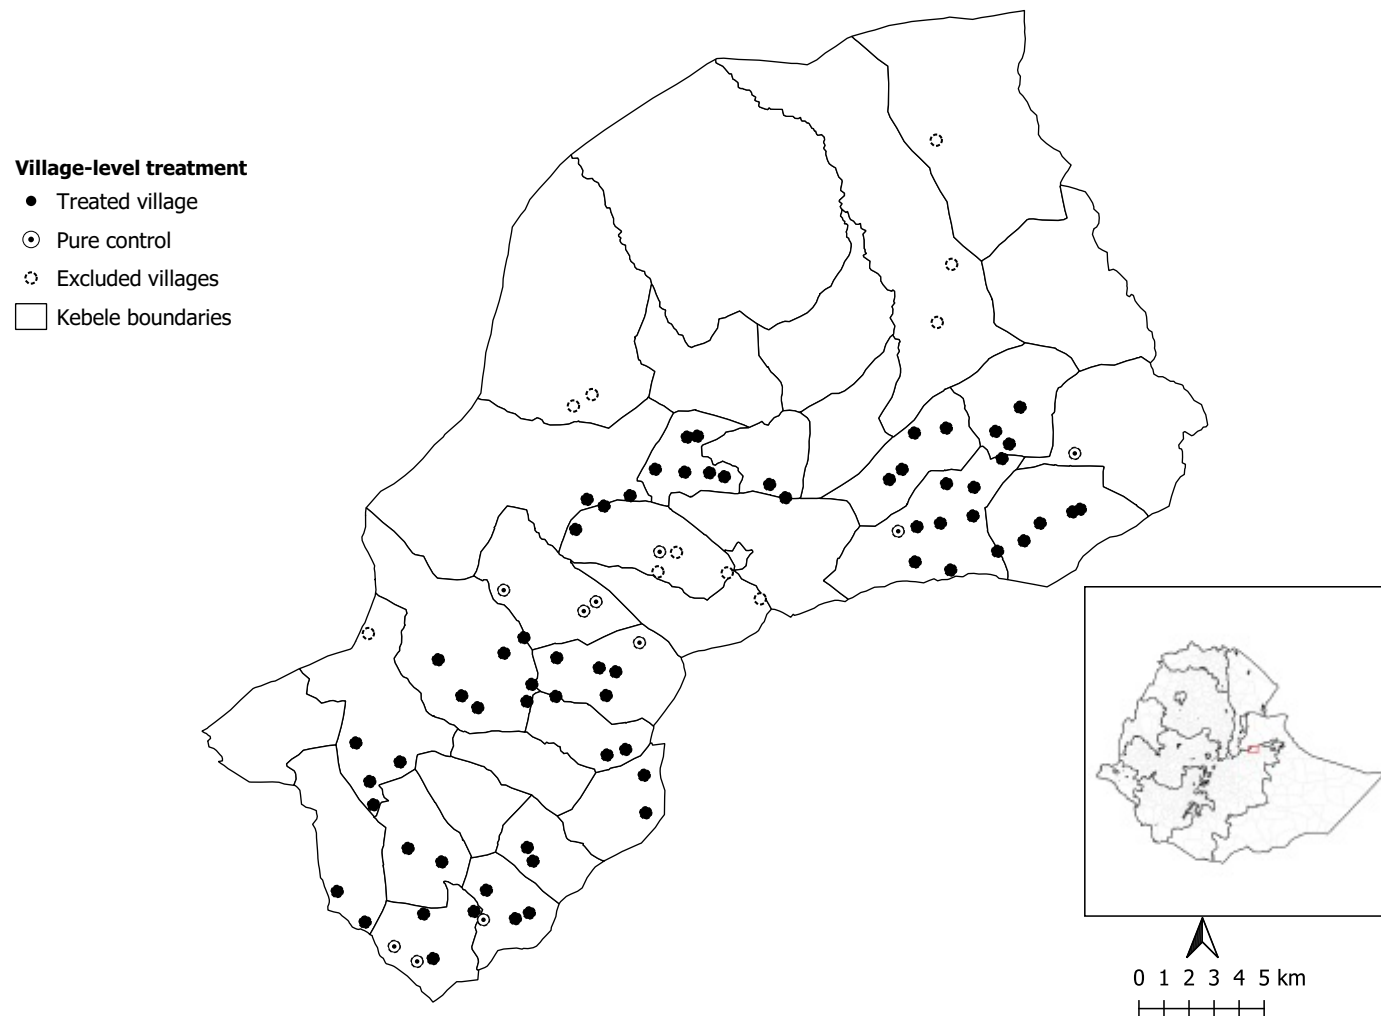 Village-level treatment
Treated village
Pure control
Excluded villages
Kebele boundaries
0 1 2 3 4 5 km